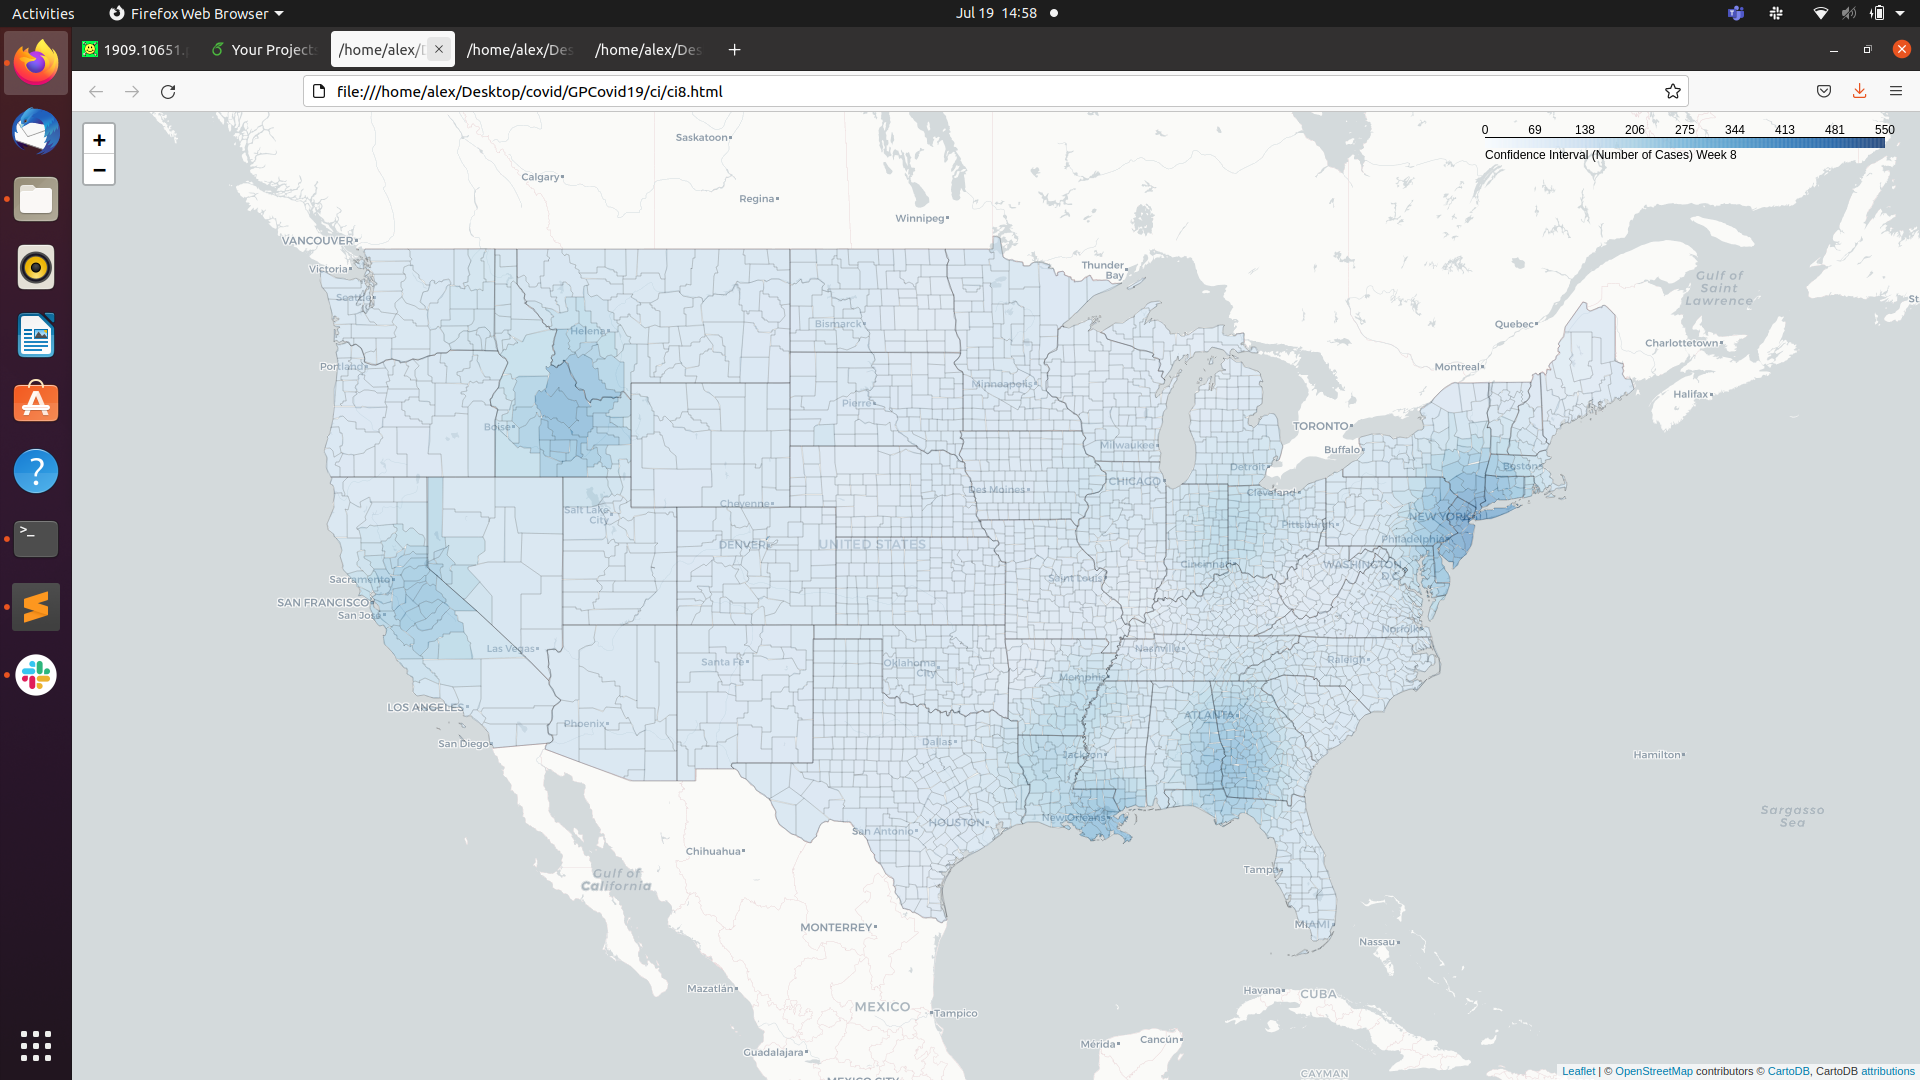 Activities
Firefox Web Browser
Jul 19 14:58
1909.10651.
Your Projects
/home/alex/D
/home/alex/Des
/home/alex/Des
file:///home/alex/Desktop/covid/GPCovid19/ci/ci8.html
+
−
0 69 138 206 275 344 413 481 550
Confidence Interval (Number of Cases) Week 8
Saskatoon
Calgary
Regina
Winnipeg
VANCOUVER
Victoria
Thunder
Bay
Gulf of
Saint
Lawrence
St
Seattle
Quebec
Bismarck
Helena
Charlottetown
Portland
Montreal
Minneapolis
Halifax
Pierre
Boise
TORONTO
Milwaukee
Buffalo
Detroit
Boston
CHICAGO
Des Moines
Cleveland
Cheyenne
Salt Lake
City
NEW YORK
Pittsburgh
Philadelphia
DENVER
UNITED STATES
Cincinnati
WASHINGTON
D.C.
Sacramento
Saint Louis
SAN FRANCISCO
San Jose
Norfolk
Las Vegas
Nashville
Raleigh
Santa Fe
Oklahoma
City
Memphis
LOS ANGELES
ATLANTA
Phoenix
San Diego
Dallas
Jackson
Hamilton
Sargasso
Sea
New Orleans
HOUSTON
San Antonio
Chihuahua
Tampa
Gulf of
California
MIAMI
MONTERREY
Nassau
Mazatlán
Havana
CUBA
MEXICO
Tampico
Mérida
Cancún
Guadalajara
MEXICO CITY
CAYMAN
Leaflet | © OpenStreetMap contributors © CartoDB, CartoDB attributions